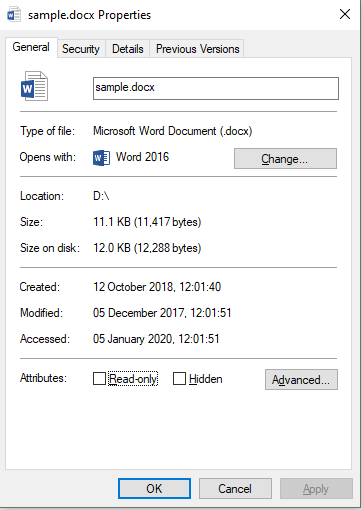 sample.docx Properties
General Security Details Previous Versions
sample.docx
Type of file: Microsoft Word Document (.docx)
Opens with: Word 2016 Change...
Location: D:\
Size: 11.1 KB (11,417 bytes)
Size on disk: 12.0 KB (12,288 bytes)
Created: 12 October 2018, 12:01:40
Modified: 05 December 2017, 12:01:51
Accessed: 05 January 2020, 12:01:51
Attributes: Read-only Hidden Advanced...
OK Cancel Apply